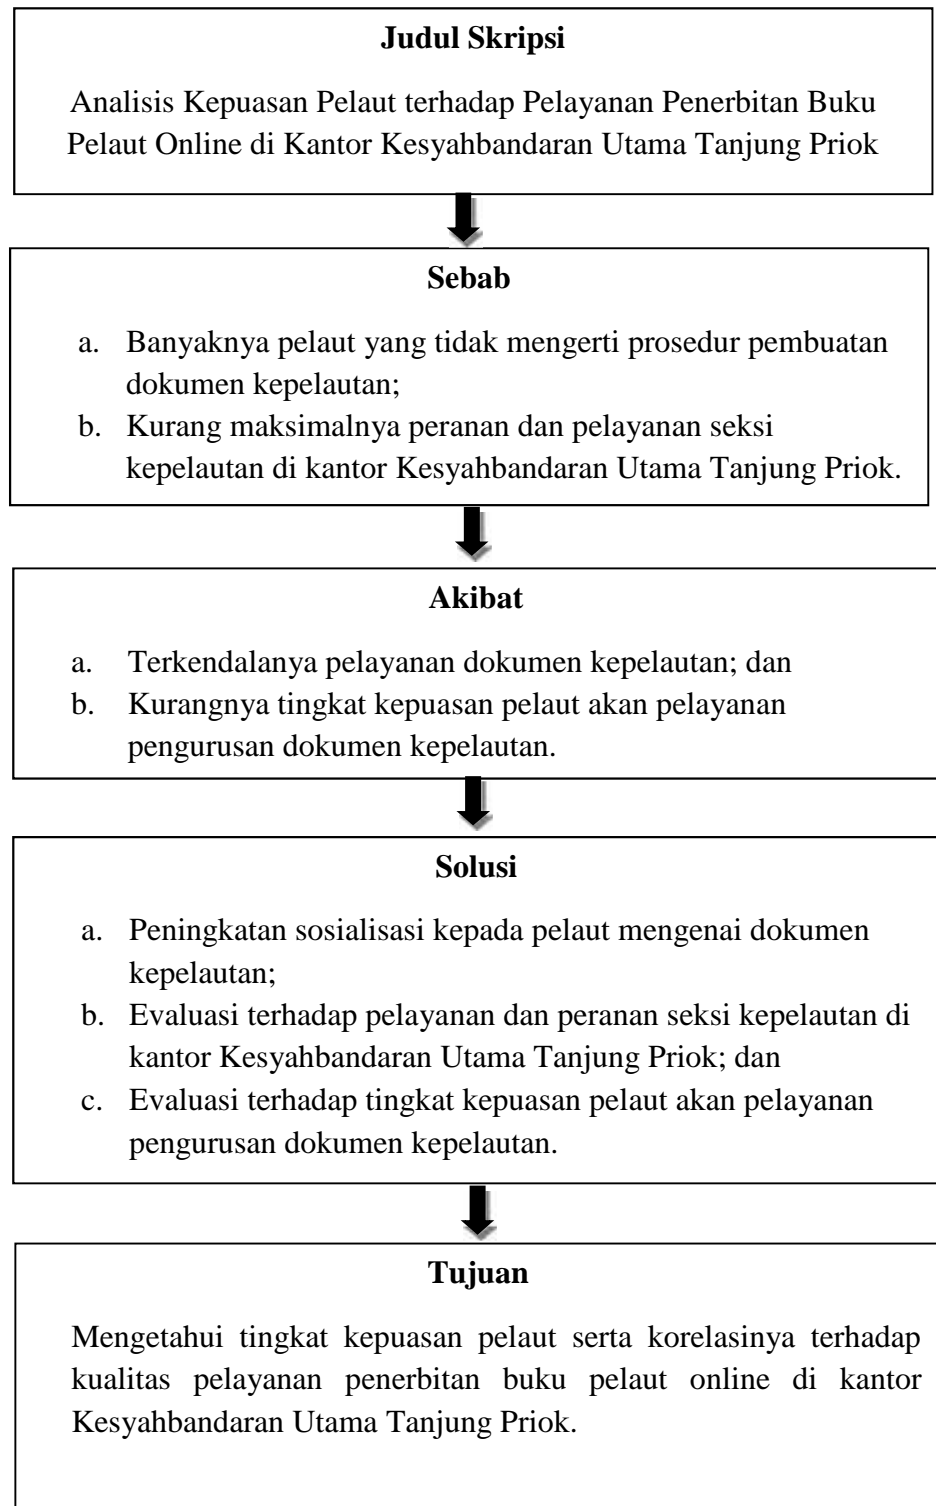 Judul Skripsi
Analisis Kepuasan Pelaut terhadap Pelayanan Penerbitan Buku
Pelaut Online di Kantor Kesyahbandaran Utama Tanjung Priok
Sebab
a. Banyaknya pelaut yang tidak mengerti prosedur pembuatan
dokumen kepelautan;
b. Kurang maksimalnya peranan dan pelayanan seksi
kepelautan di kantor Kesyahbandaran Utama Tanjung Priok.
Akibat
a. Terkendalanya pelayanan dokumen kepelautan; dan
b. Kurangnya tingkat kepuasan pelaut akan pelayanan
pengurusan dokumen kepelautan.
Solusi
a. Peningkatan sosialisasi kepada pelaut mengenai dokumen
kepelautan;
b. Evaluasi terhadap pelayanan dan peranan seksi kepelautan di
kantor Kesyahbandaran Utama Tanjung Priok; dan
c. Evaluasi terhadap tingkat kepuasan pelaut akan pelayanan
pengurusan dokumen kepelautan.
Tujuan
Mengetahui tingkat kepuasan pelaut serta korelasinya terhadap
kualitas pelayanan penerbitan buku pelaut online di kantor
Kesyahbandaran Utama Tanjung Priok.